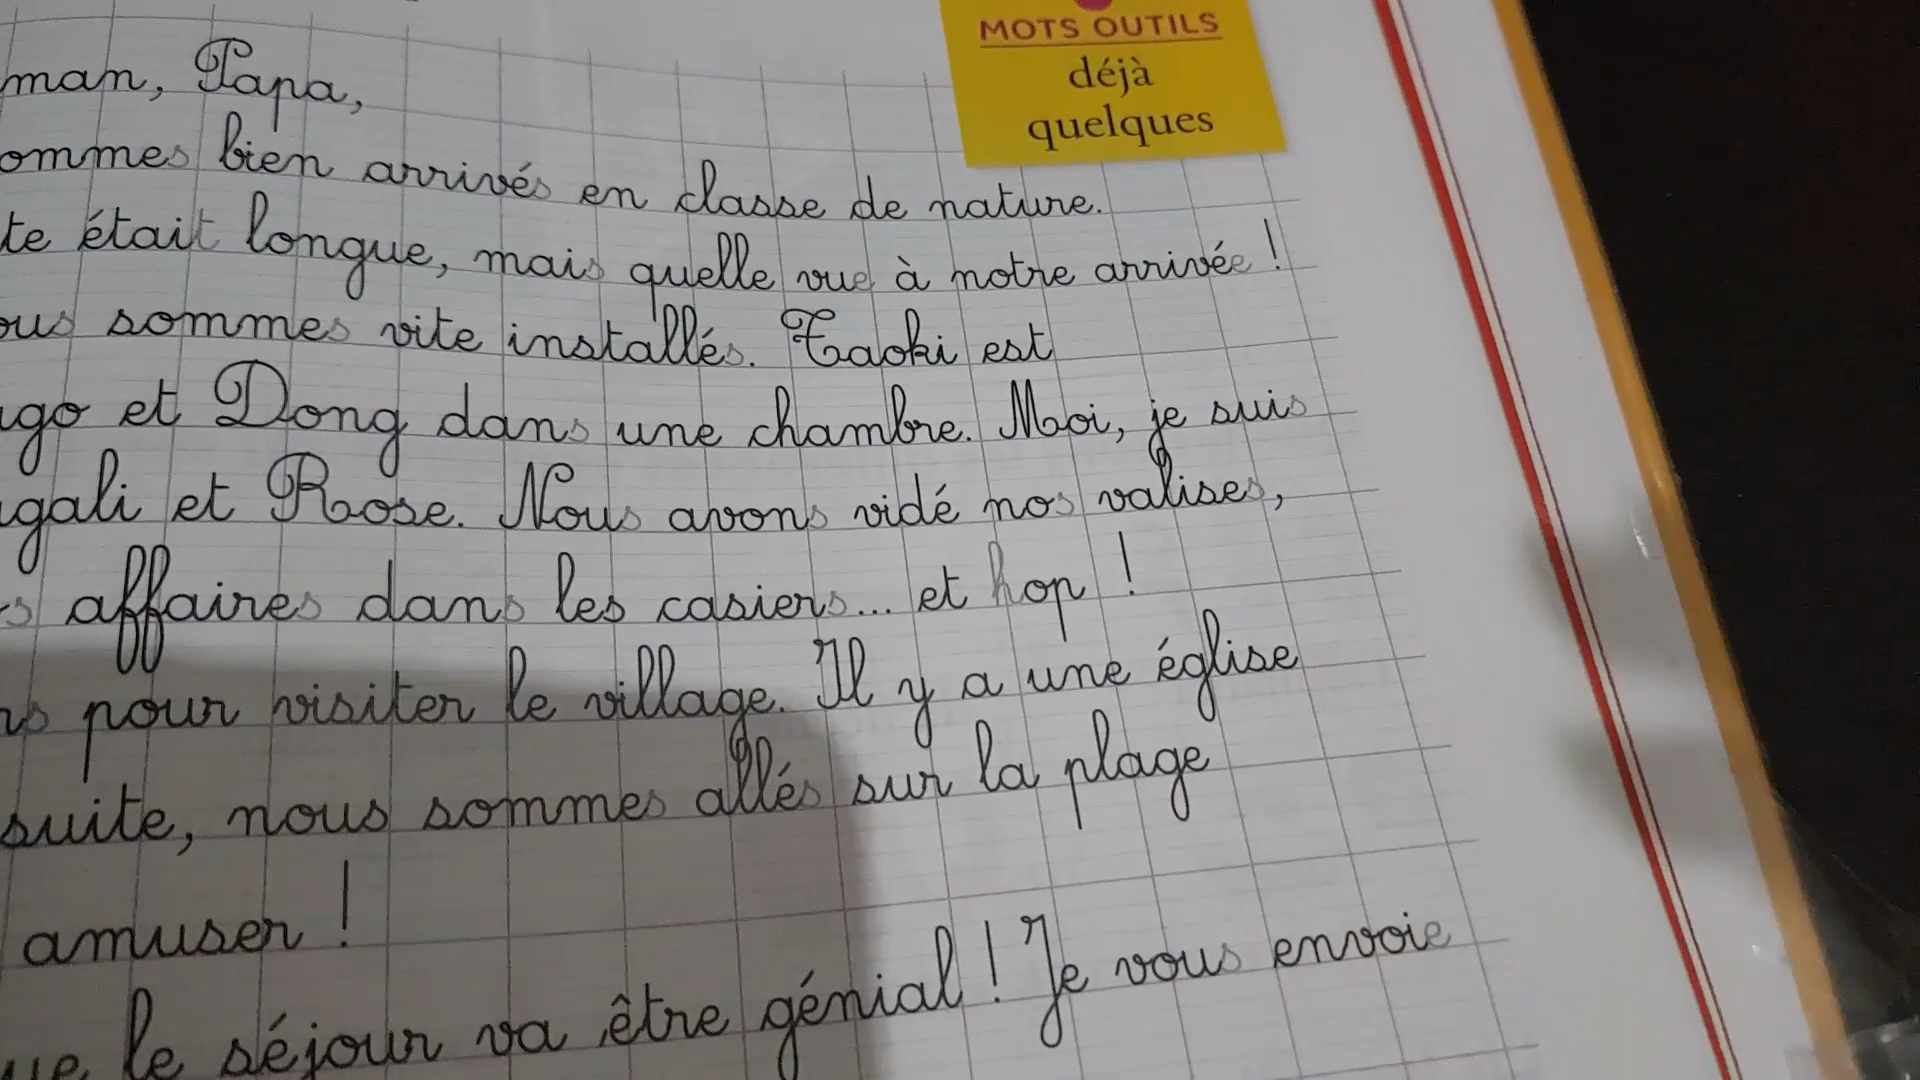 MOTS OUTILS
déjà
quelques
man, Papa,
ommes bien arrivés en classe de nature.
te était longue, mais quelle vue à notre arrivée !
ous sommes vite installés. Taoki est
go et Dong dans une chambre. Moi, je suis
gali et Rose. Nous avons vidé nos valises,
s affaires dans les casiers... et hop !
s pour visiter le village. Il y a une église
suite, nous sommes allés sur la plage
amuser !
ue le séjour va être génial ! Je vous envoie